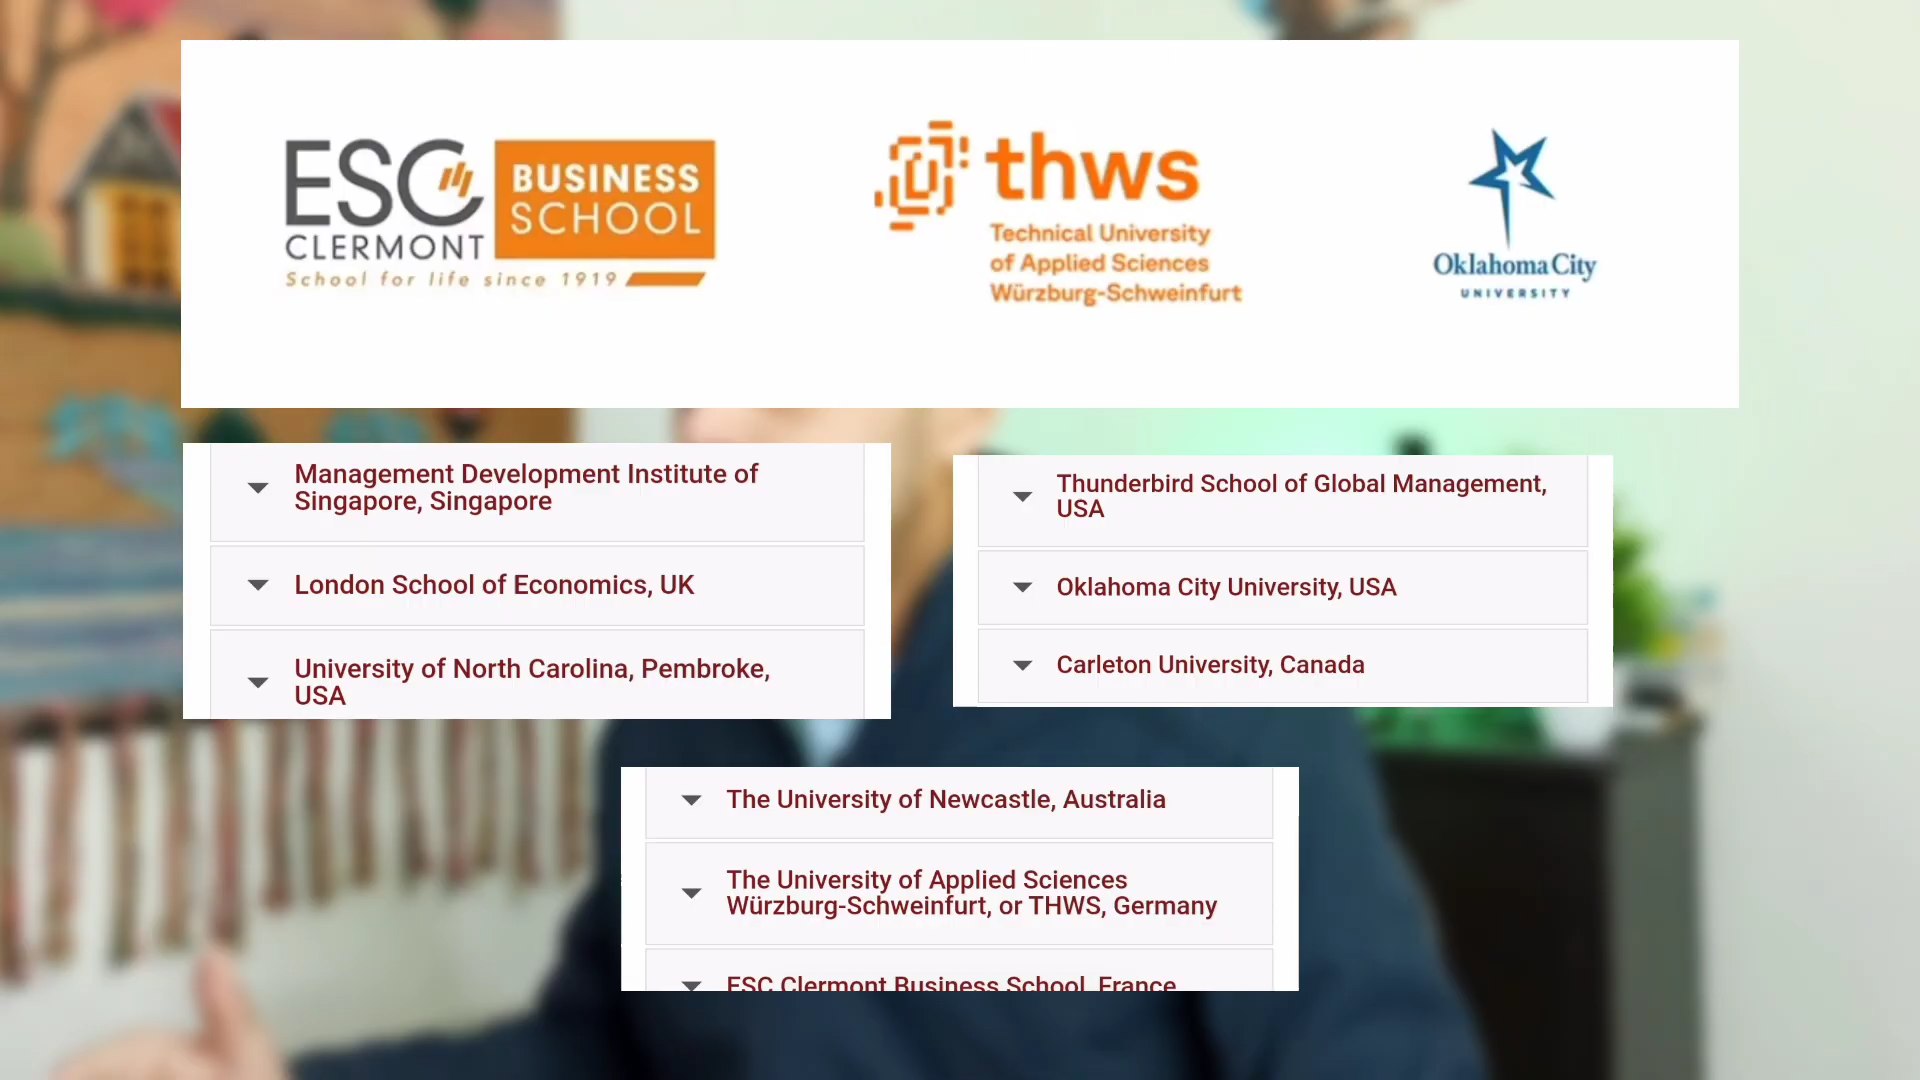 ESC
CLERMONT
BUSINESS
SCHOOL
School for life since 1919
thws
Technical University
of Applied Sciences
Würzburg-Schweinfurt
Oklahoma City
UNIVERSITY
Management Development Institute of
Singapore, Singapore
London School of Economics, UK
University of North Carolina, Pembroke,
USA
Thunderbird School of Global Management,
USA
Oklahoma City University, USA
Carleton University, Canada
The University of Newcastle, Australia
The University of Applied Sciences
Würzburg-Schweinfurt, or THWS, Germany
ESC Clermont Business School, France